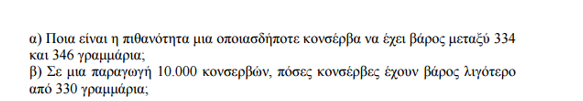 α) Ποια είναι η πιθανότητα μια οποιασδήποτε κονσέρβα να έχει βάρος μεταξύ 334
και 346 γραμμάρια;
β) Σε μια παραγωγή 10.000 κονσερβών, πόσες κονσέρβες έχουν βάρος λιγότερο
από 330 γραμμάρια;